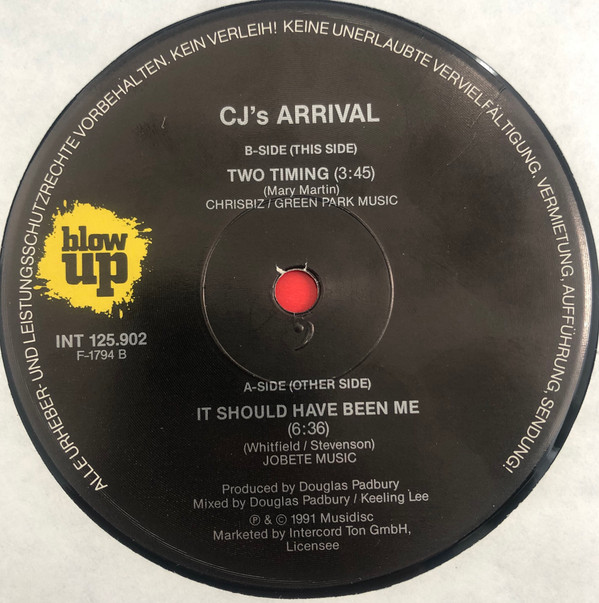 ALLE URHEBER- UND LEISTUNGSSCHUTZRECHTE VORBEHALTEN. KEIN VERLEIH! KEINE UNERLAUBTE VERVIELFÄLTIGUNG, VERMIETUNG, AUFFÜHRUNG, SENDUNG!
CJ's ARRIVAL
B-SIDE (THIS SIDE)
TWO TIMING (3:45)
(Mary Martin)
CHRISBIZ / GREEN PARK MUSIC
blow
up
INT 125.902
F-1794 B
A-SIDE (OTHER SIDE)
IT SHOULD HAVE BEEN ME
(6:36)
(Whitfield / Stevenson)
JOBETE MUSIC
Produced by Douglas Padbury
Mixed by Douglas Padbury / Keeling Lee
℗ & © 1991 Musidisc
Marketed by Intercord Ton GmbH,
Licensee